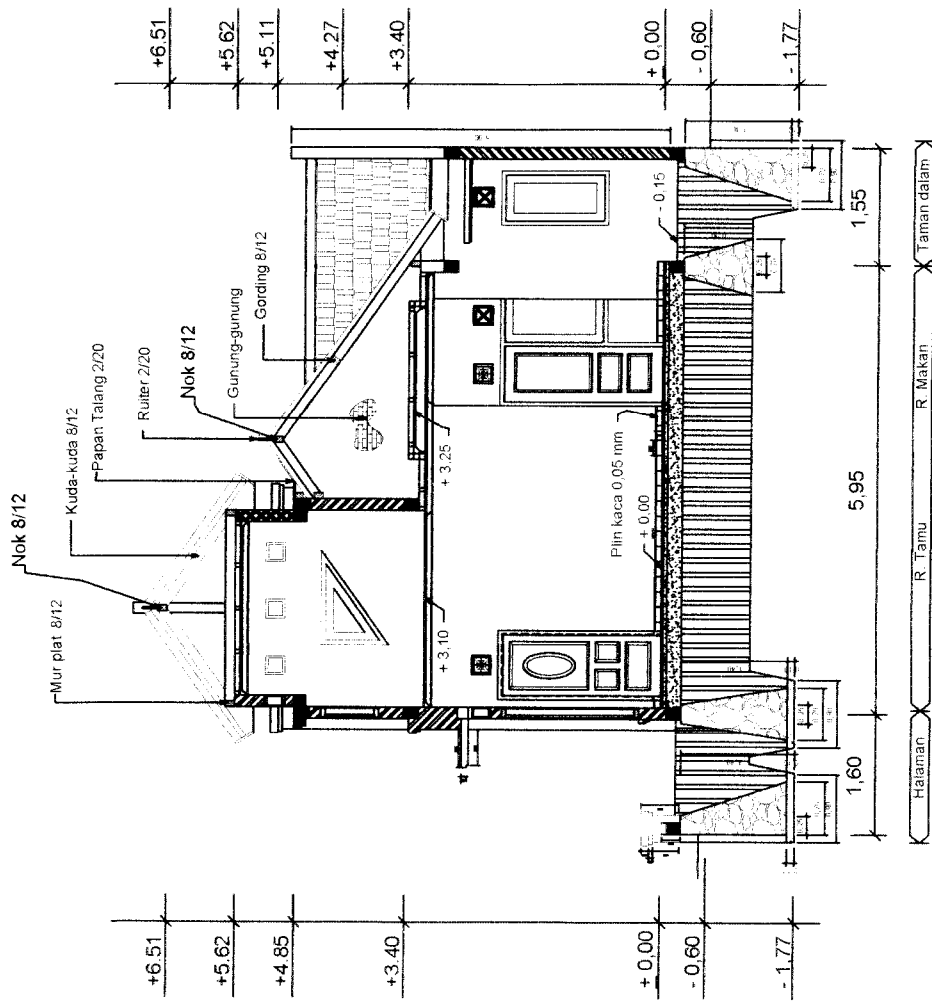 +6.51
+5.62
+5.11
+4.27
+3.40
+ 0,00
- 0,60
- 1,77
Nok 8/12
Kuda-kuda 8/12
Papan Talang 2/20
Ruiter 2/20
Nok 8/12
Gunung-gunung
Gording 8/12
Mur plat 8/12
+ 3,25
+ 3,10
Plin kaca 0,05 mm
+ 0,00
- 0.15
1,60
5,95
1,55
Halaman
R. Tamu
R. Makan
Taman dalam
+6.51
+5.62
+4.85
+3.40
+ 0,00
- 0,60
- 1,77